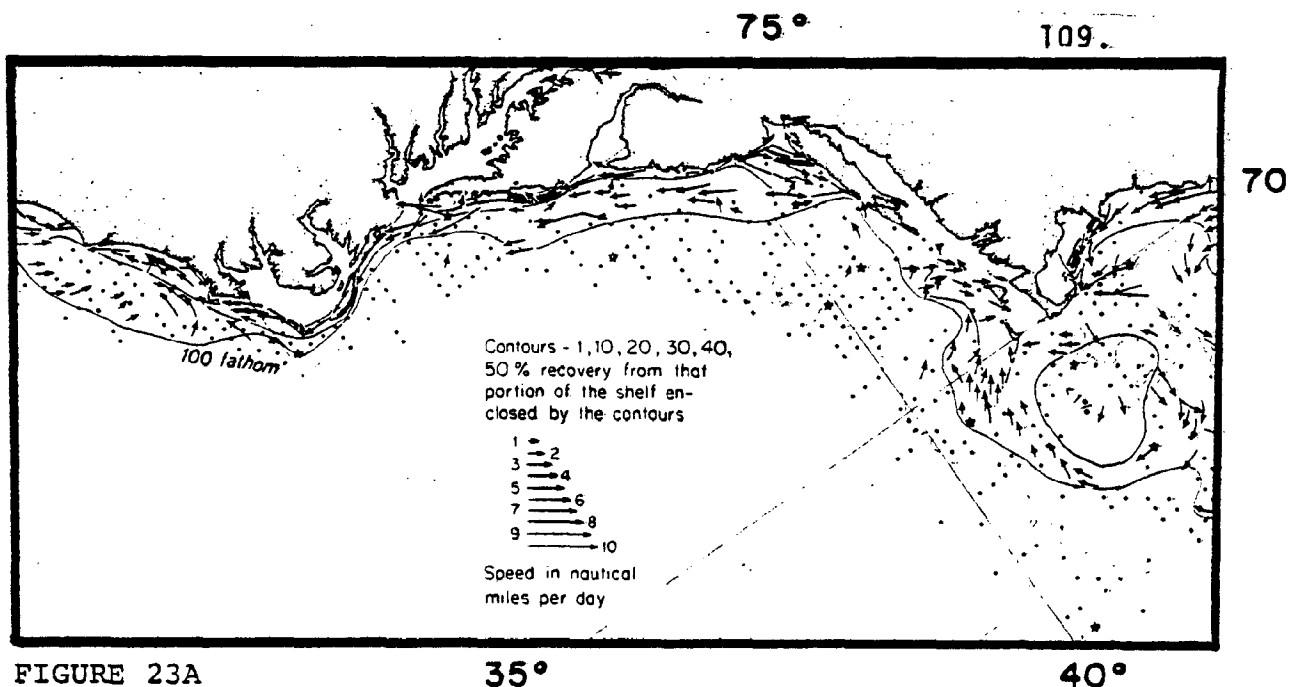 75°
109.
70
100 fathom
Contours - 1,10,20,30,40,
50% recovery from that
portion of the shelf en-
closed by the contours
1
2
3
4
5
6
7
8
9
10
Speed in nautical
miles per day
FIGURE 23A
35°
40°